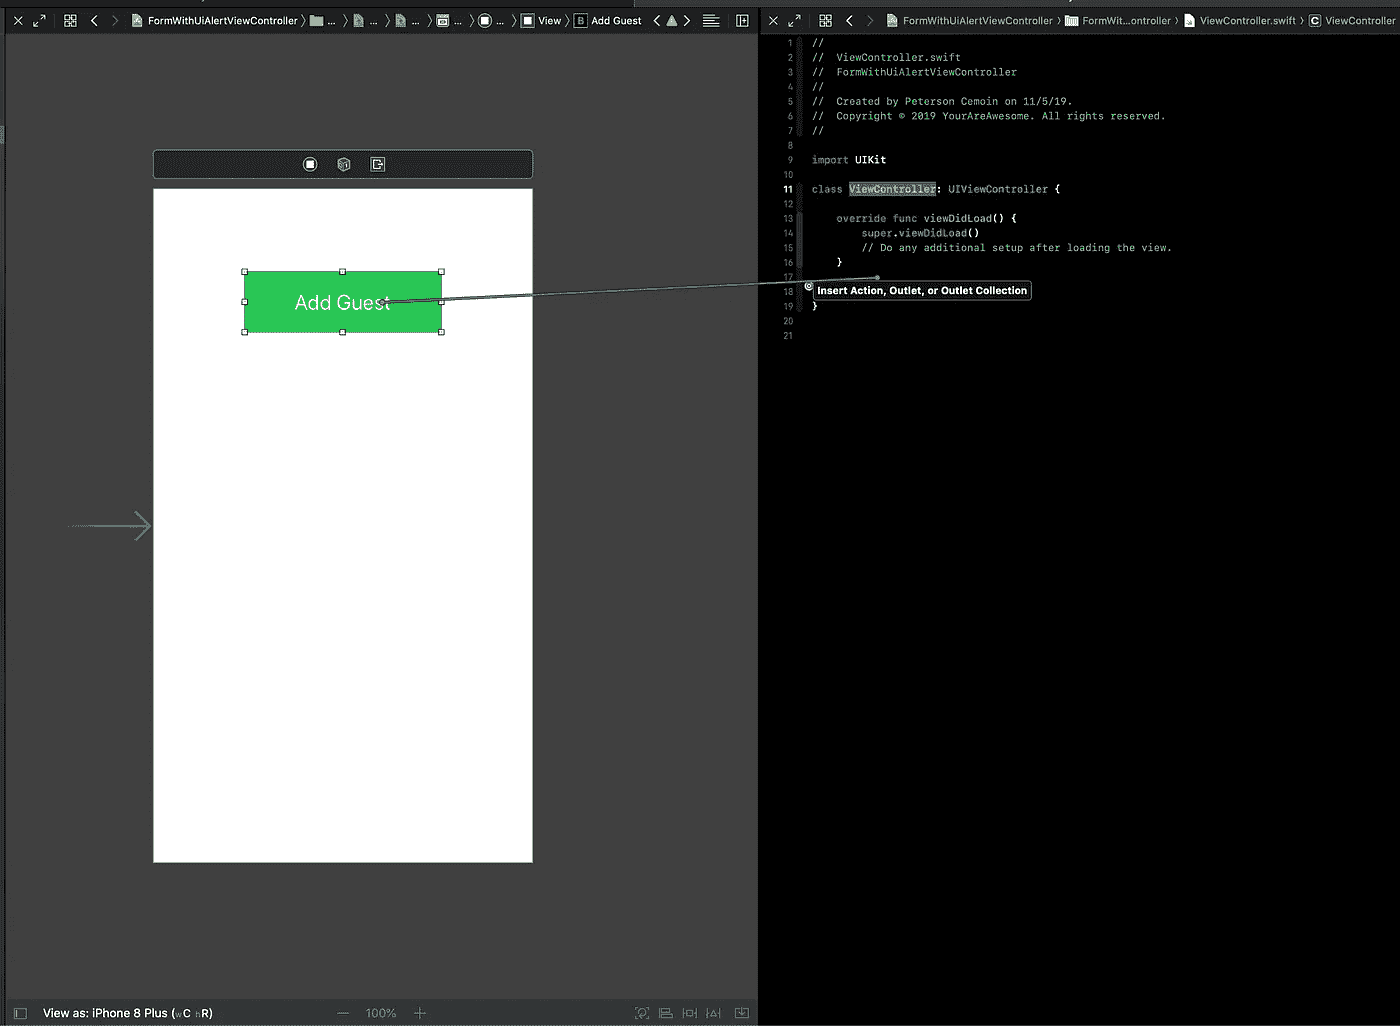 FormWithUiAlertViewController ... ... ... ... ... View B Add Guest
FormWithUiAlertViewController FormWit...ontroller ViewController.swift C ViewController
1 //
2 // ViewController.swift
3 // FormWithUiAlertViewController
4 //
5 // Created by Peterson Cemoin on 11/5/19.
6 // Copyright © 2019 YourAreAwesome. All rights reserved.
7 //
8
9 import UIKit
10
11 class ViewController: UIViewController {
12
13 override func viewDidLoad() {
14 super.viewDidLoad()
15 // Do any additional setup after loading the view.
16 }
17
18 Insert Action, Outlet, or Outlet Collection
19 }
20
21
Add Guest
View as: iPhone 8 Plus (wC hR)
100%